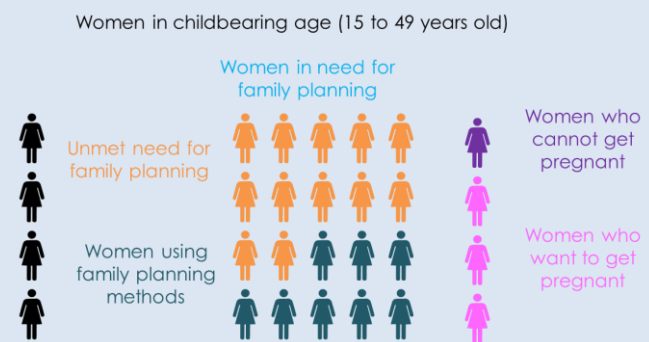 Women in childbearing age (15 to 49 years old)
Women in need for
family planning
Unmet need for
family planning
Women using
family planning
methods
Women who
cannot get
pregnant
Women who
want to get
pregnant